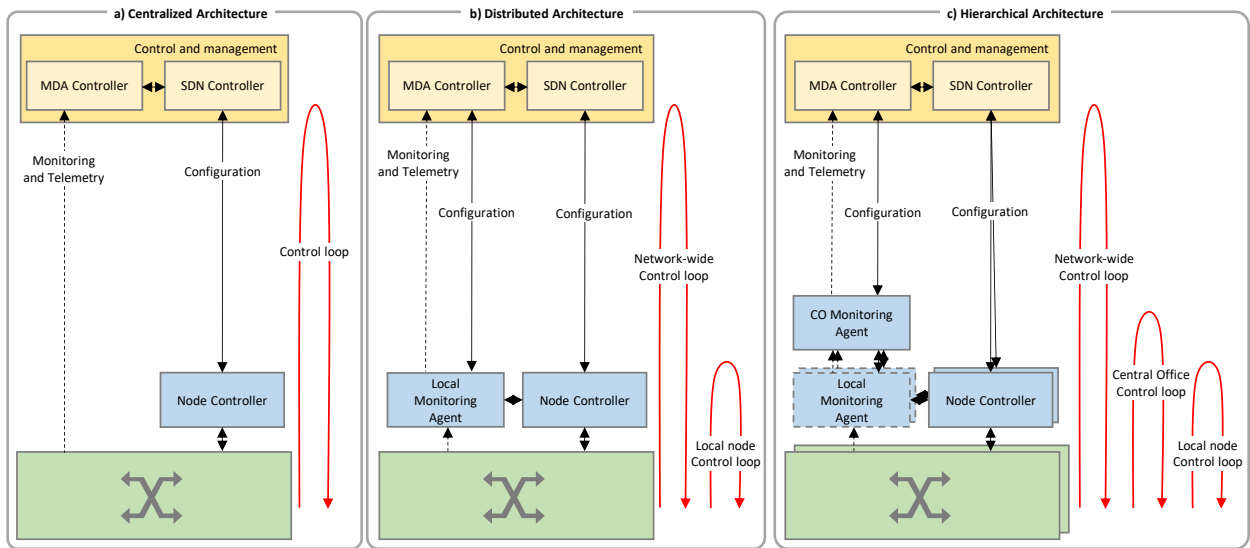 a) Centralized Architecture
Control and management
MDA Controller
SDN Controller
Monitoring
and Telemetry
Configuration
Control loop
Node Controller
b) Distributed Architecture
Control and management
MDA Controller
SDN Controller
Monitoring
and Telemetry
Configuration
Configuration
Network-wide
Control loop
Local
Monitoring
Agent
Node Controller
Local node
Control loop
c) Hierarchical Architecture
Control and management
MDA Controller
SDN Controller
Monitoring
and Telemetry
Configuration
Configuration
Network-wide
Control loop
CO Monitoring
Agent
Local
Monitoring
Agent
Node Controller
Central Office
Control loop
Local node
Control loop